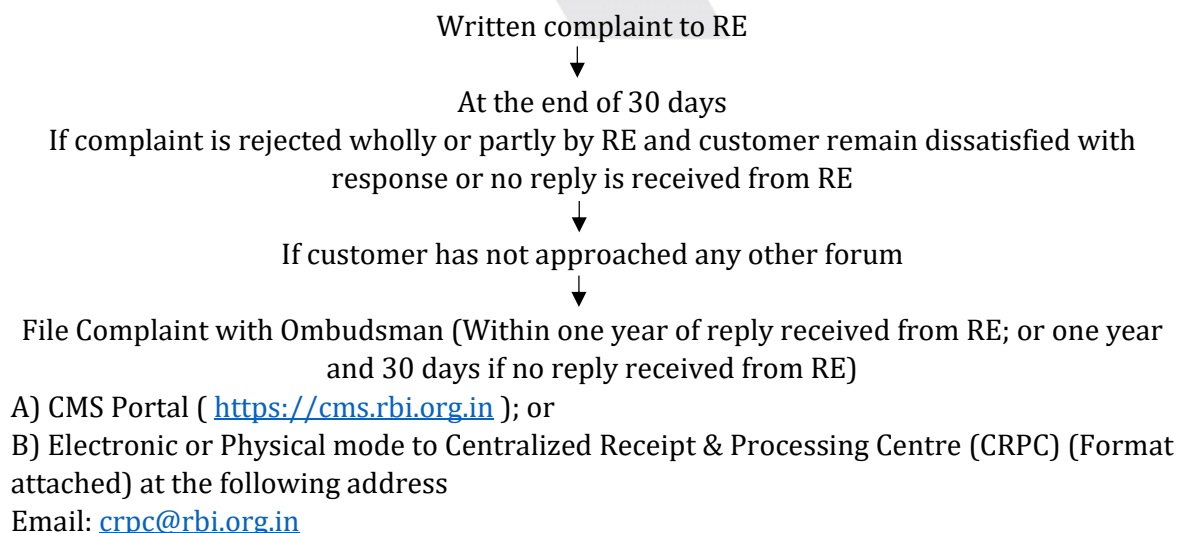 Written complaint to RE
At the end of 30 days
If complaint is rejected wholly or partly by RE and customer remain dissatisfied with
response or no reply is received from RE
If customer has not approached any other forum
File Complaint with Ombudsman (Within one year of reply received from RE; or one year
and 30 days if no reply received from RE)
A) CMS Portal ( https://cms.rbi.org.in ); or
B) Electronic or Physical mode to Centralized Receipt & Processing Centre (CRPC) (Format
attached) at the following address
Email: crpc@rbi.org.in